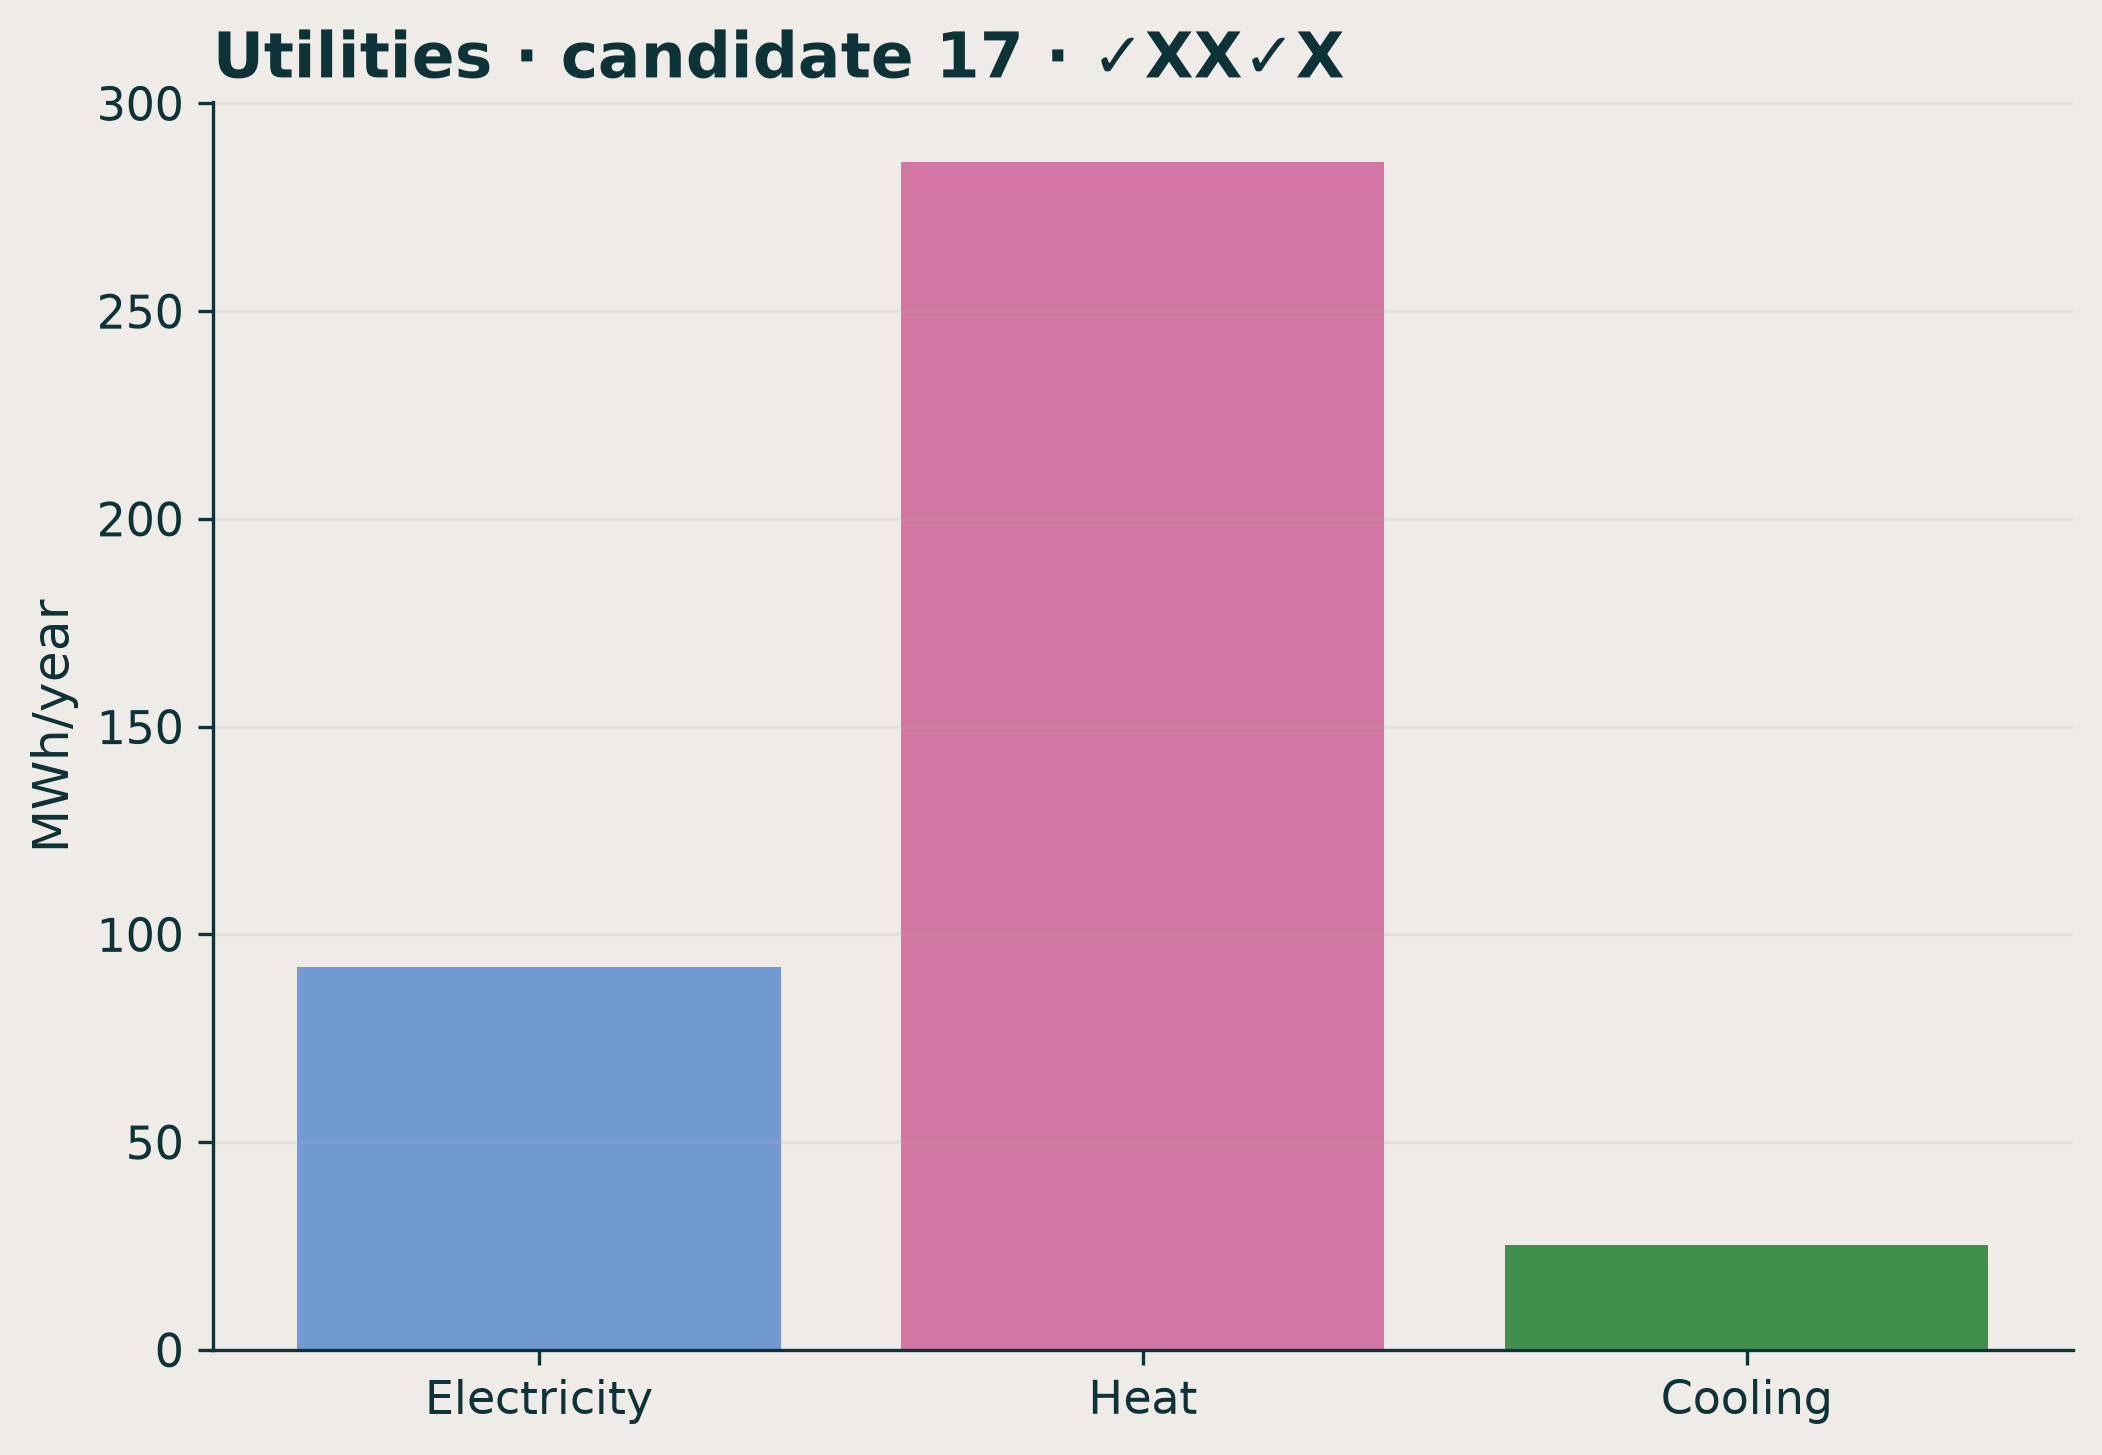 Utilities · candidate 17 · ✓XX✓X
300
250
200
150
100
50
0
MWh/year
Electricity Heat Cooling